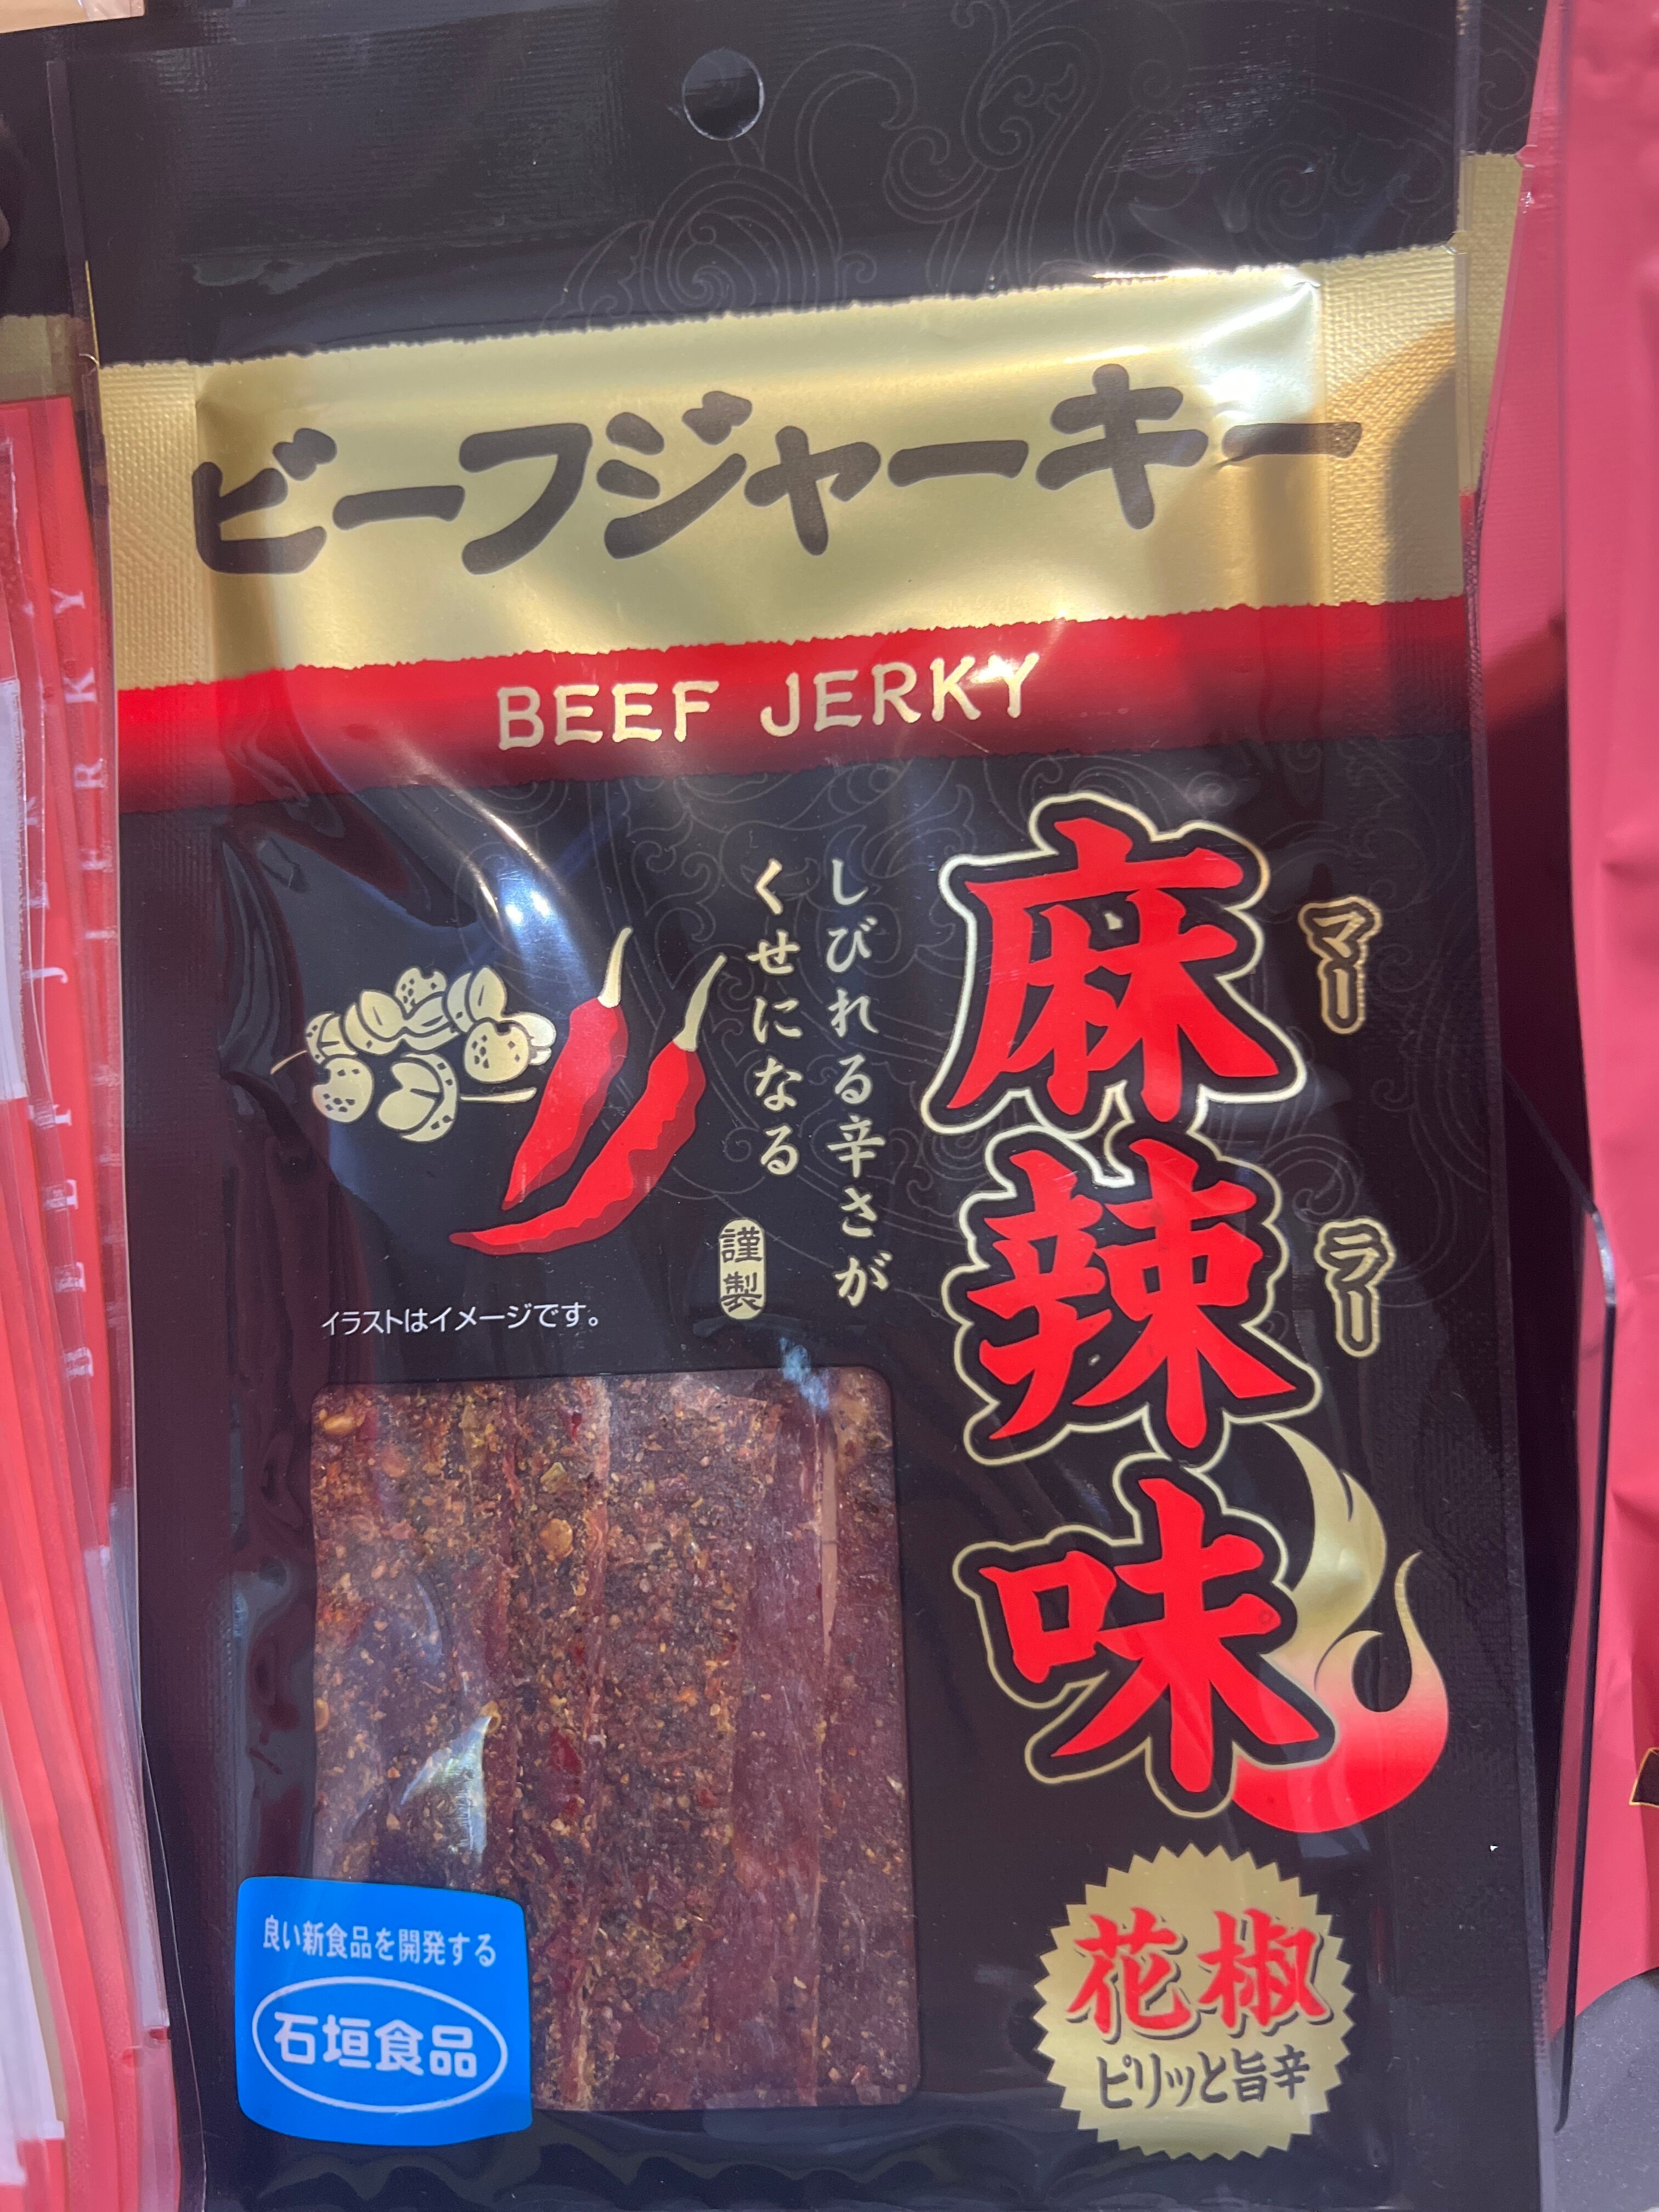 ビーフジャーキー
BEEF JERKY
麻辣味
マーラー
しびれる辛さが
くせになる
謹製
イラストはイメージです。
良い新食品を開発する
石垣食品
花椒
ピリッと旨辛
BEEF JERKY